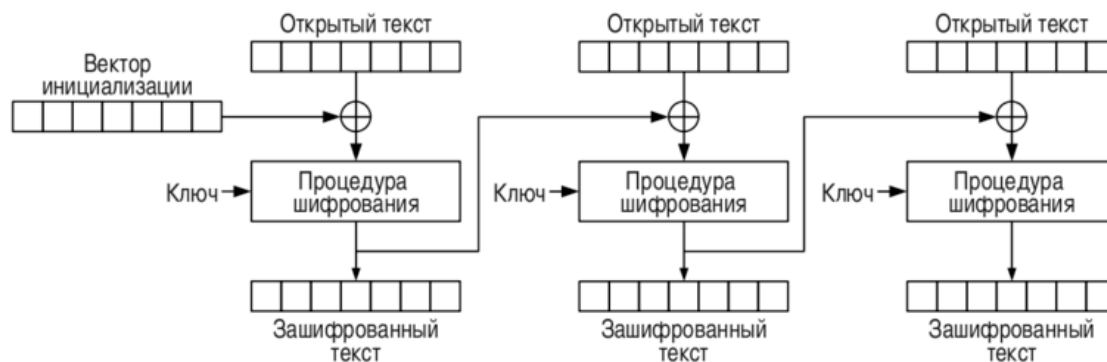 Открытый текст
Открытый текст
Открытый текст
Вектор
инициализации
Ключ
Процедура
шифрования
Ключ
Процедура
шифрования
Ключ
Процедура
шифрования
Зашифрованный
текст
Зашифрованный
текст
Зашифрованный
текст